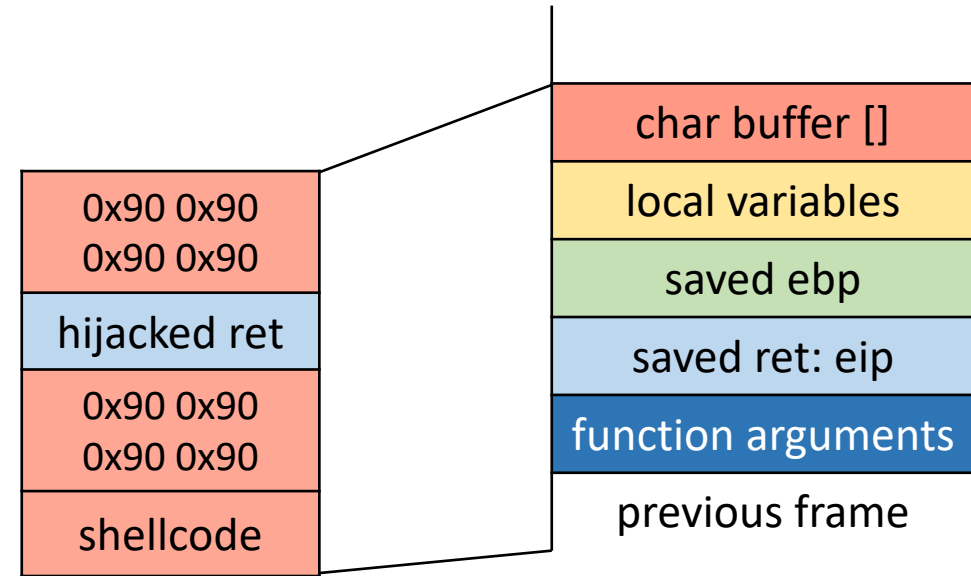 0x90 0x90
0x90 0x90
hijacked ret
0x90 0x90
0x90 0x90
shellcode
char buffer []
local variables
saved ebp
saved ret: eip
function arguments
previous frame